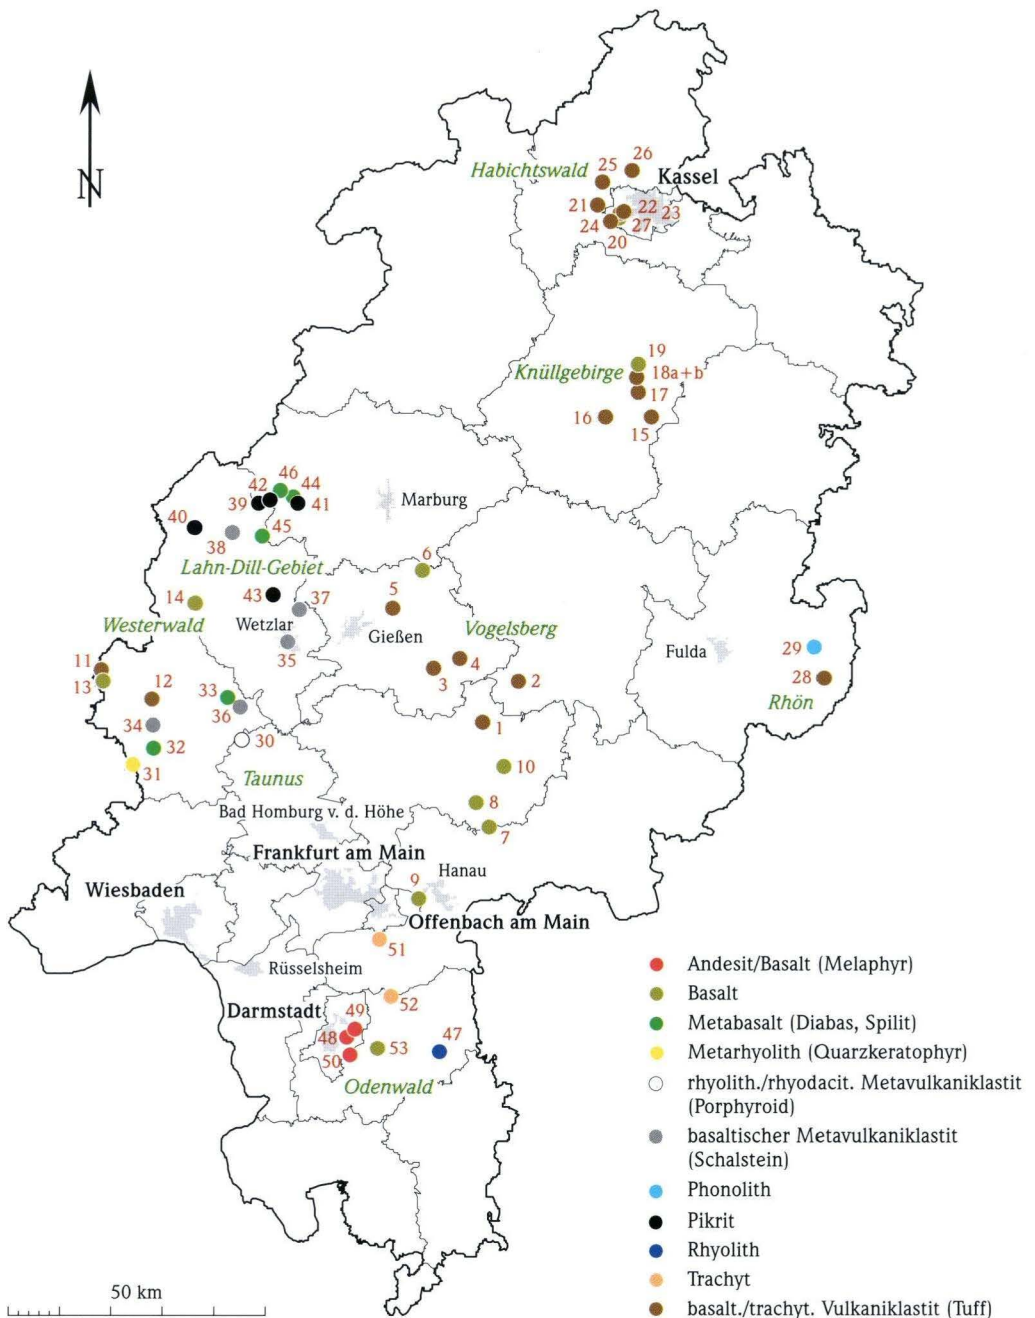 N
Habichtswald
25
26
Kassel
21
22
23
24
27
20
19
Knüllgebirge
18a+b
17
16
15
46
42
44
39
41
Marburg
40
38
45
Lahn-Dill-Gebiet
6
5
14
43
37
Westerwald
Wetzlar
Gießen
Vogelsberg
35
Fulda
29
11
13
12
33
36
3
4
2
28
Rhön
34
32
30
1
31
Taunus
10
Bad Homburg v. d. Höhe
8
7
Frankfurt am Main
Hanau
Wiesbaden
9
Offenbach am Main
51
Rüsselsheim
52
Darmstadt
49
48
50
53
47
Odenwald
Andesit/Basalt (Melaphyr)
Basalt
Metabasalt (Diabas, Spilit)
Metarhyolith (Quarzkeratophyr)
rhyolith./rhyodacit. Metavulkaniklastit
(Porphyroid)
basaltischer Metavulkaniklastit
(Schalstein)
Phonolith
Pikrit
Rhyolith
Trachyt
basalt./trachyt. Vulkaniklastit (Tuff)
50 km